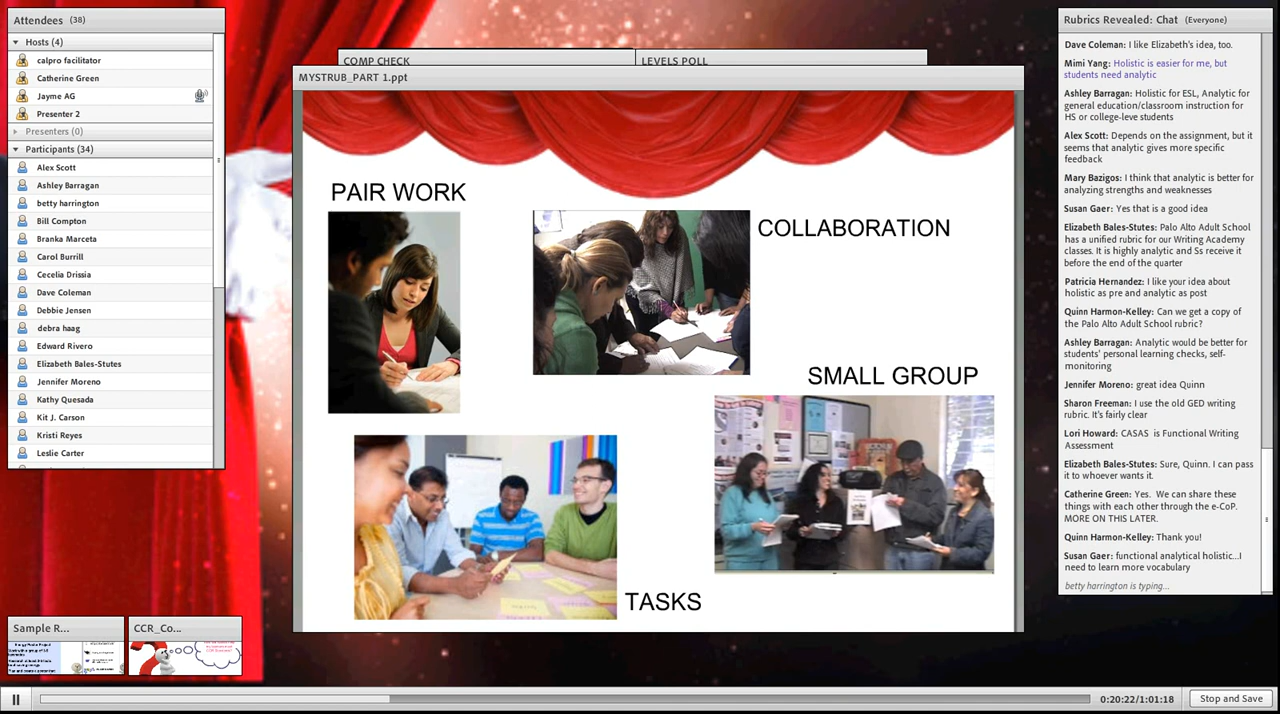 Attendees (38)
Hosts (4)
calpro facilitator
Catherine Green
Jayme AG
Presenter 2
Presenters (0)
Participants (34)
Alex Scott
Ashley Barragan
betty harrington
Bill Compton
Branka Marceta
Carol Burrill
Cecelia Drissia
Dave Coleman
Debbie Jensen
debra haag
Edward Rivero
Elizabeth Bales-Stutes
Jennifer Moreno
Kathy Quesada
Kit J. Carson
Kristi Reyes
Leslie Carter
Sample R...
CCR_Co...
COMP CHECK
LEVELS POLL
MYSTRUB_PART 1.ppt
PAIR WORK
COLLABORATION
SMALL GROUP
TASKS
Rubrics Revealed: Chat (Everyone)
Dave Coleman: I like Elizabeth's idea, too.
Mimi Yang: Holistic is easier for me, but
students need analytic
Ashley Barragan: Holistic for ESL, Analytic for
general education/classroom instruction for
HS or college-leve students
Alex Scott: Depends on the assignment, but it
seems that analytic gives more specific
feedback
Mary Bazigos: I think that analytic is better for
analyzing strengths and weaknesses
Susan Gaer: Yes that is a good idea
Elizabeth Bales-Stutes: Palo Alto Adult School
has a unified rubric for our Writing Academy
classes. It is highly analytic and Ss receive it
before the end of the quarter
Patricia Hernandez: I like your idea about
holistic as pre and analytic as post
Quinn Harmon-Kelley: Can we get a copy of
the Palo Alto Adult School rubric?
Ashley Barragan: Analytic would be better for
students' personal learning checks, self-
monitoring
Jennifer Moreno: great idea Quinn
Sharon Freeman: I use the old GED writing
rubric. It's fairly clear
Lori Howard: CASAS is Functional Writing
Assessment
Elizabeth Bales-Stutes: Sure, Quinn. I can pass
it to whoever wants it.
Catherine Green: Yes. We can share these
things with each other through the e-CoP.
MORE ON THIS LATER.
Quinn Harmon-Kelley: Thank you!
Susan Gaer: functional analytical holistic...I
need to learn more vocabulary
betty harrington is typing...
0:20:22/1:01:18
Stop and Save